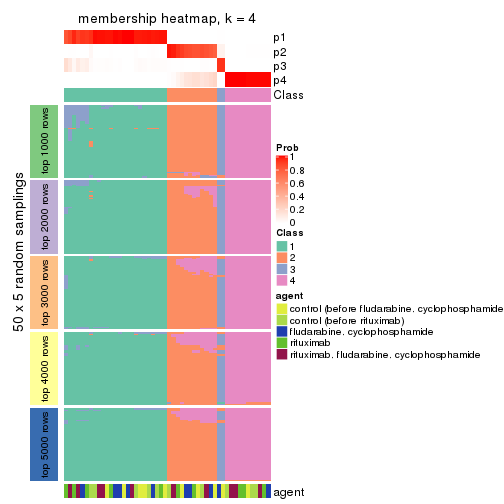 membership heatmap, k = 4
p1
p2
p3
p4
Class
50 x 5 random samplings
top 1000 rows
top 2000 rows
top 3000 rows
top 4000 rows
top 5000 rows
Prob
1
0.8
0.6
0.4
0.2
0
Class
1
2
3
4
agent
control (before fludarabine. cyclophosphamide
control (before rituximab)
fludarabine. cyclophosphamide
rituximab
rituximab. fludarabine. cyclophosphamide
agent